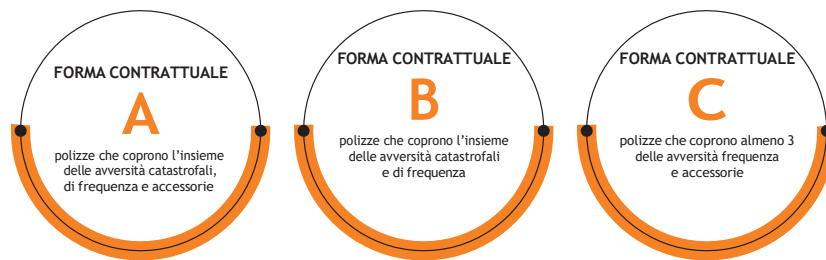 FORMA CONTRATTUALE
A
polizze che coprono l'insieme
delle avversità catastrofali,
di frequenza e accessorie
FORMA CONTRATTUALE
B
polizze che coprono l'insieme
delle avversità catastrofali
e di frequenza
FORMA CONTRATTUALE
C
polizze che coprono almeno 3
delle avversità frequenza
e accessorie